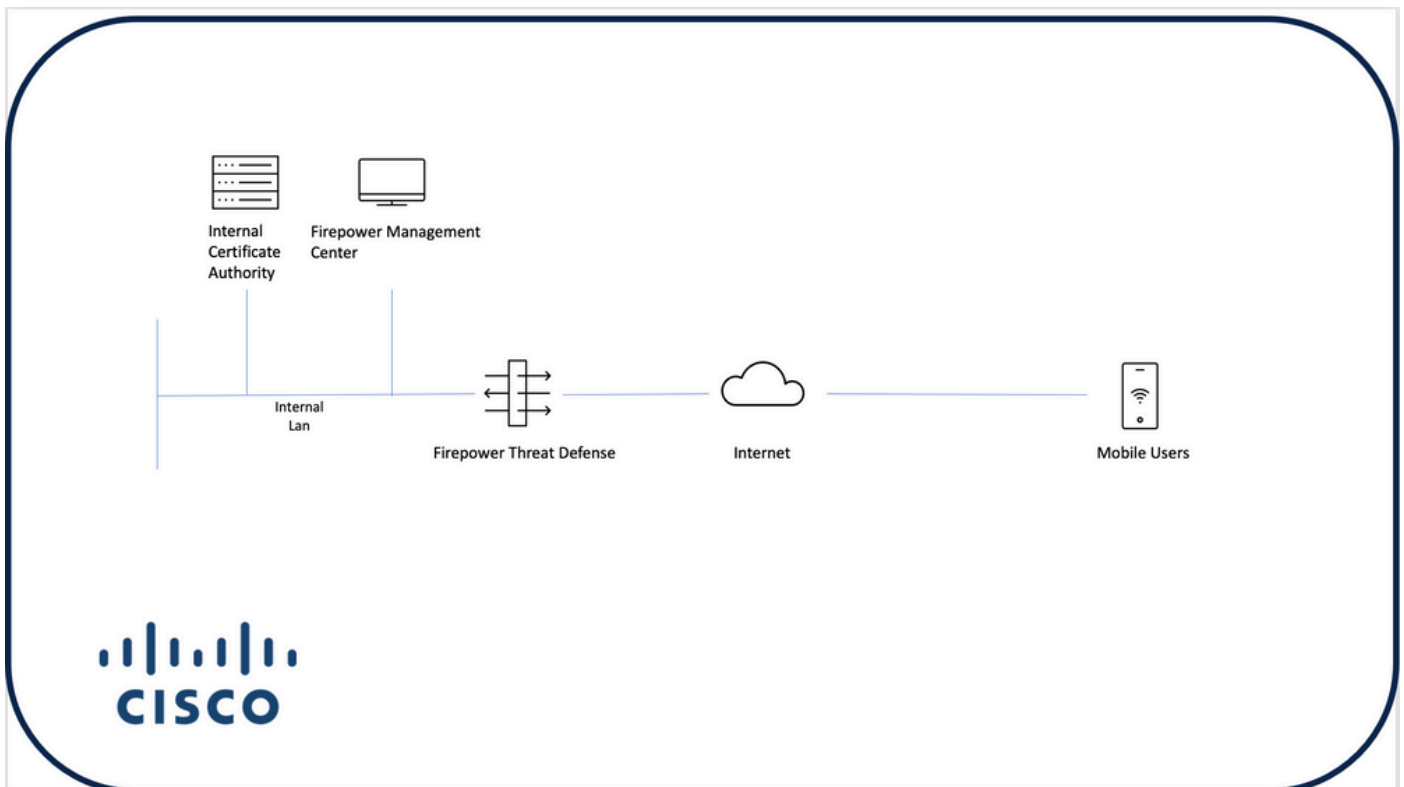 Internal
Certificate
Authority
Firepower Management
Center
Internal
Lan
Firepower Threat Defense
Internet
Mobile Users
CISCO